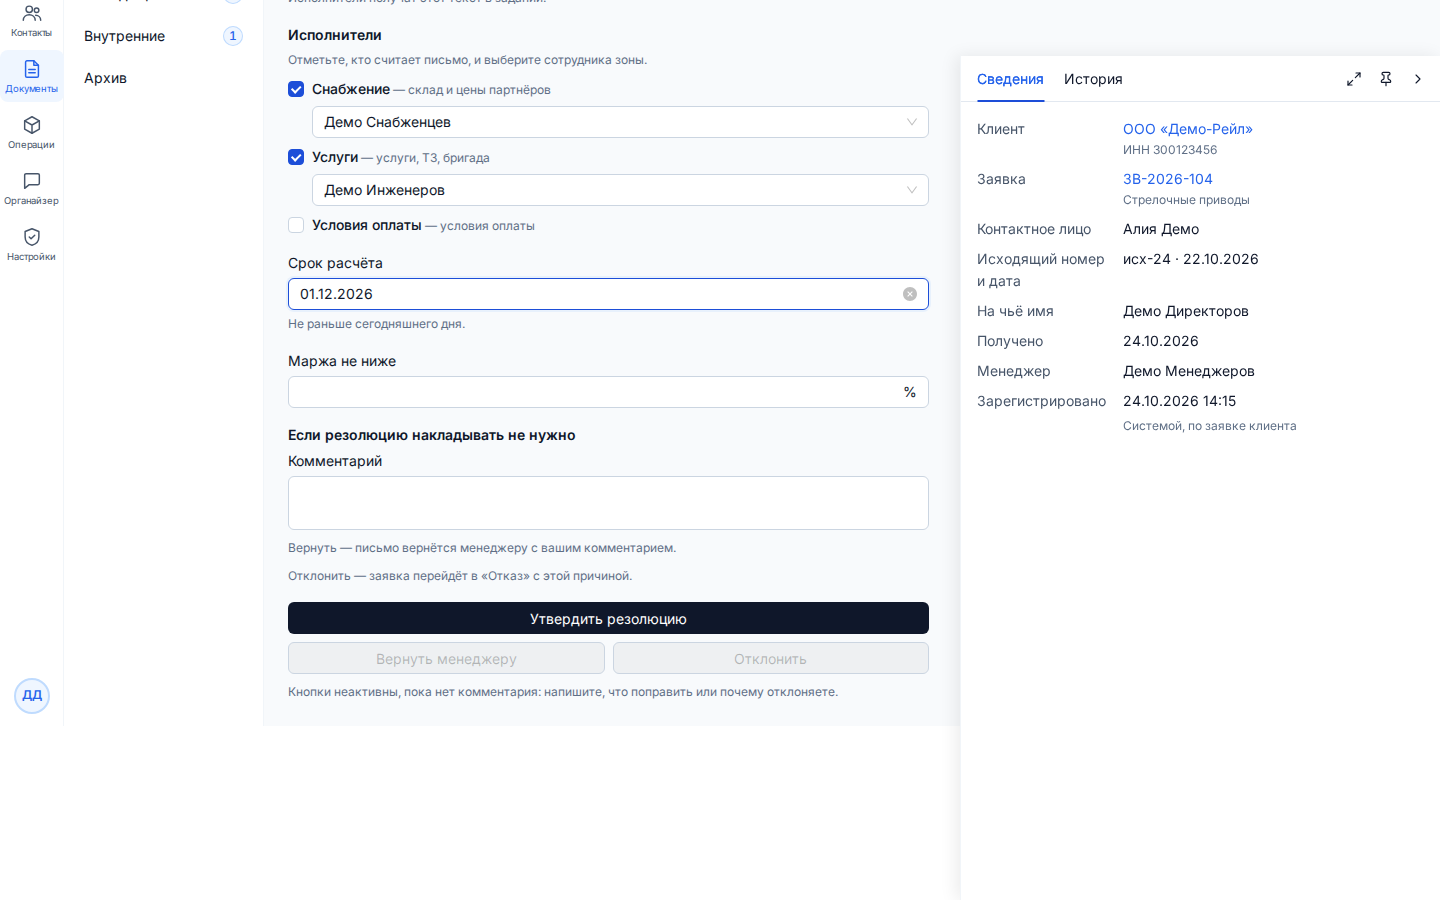 Контакты
Документы
Операции
Органайзер
Настройки
ДД
Внутренние 1
Архив
Исполнители получат этот текст в задании.
Исполнители
Отметьте, кто считает письмо, и выберите сотрудника зоны.
Снабжение — склад и цены партнёров
Демо Снабженцев
Услуги — услуги, ТЗ, бригада
Демо Инженеров
Условия оплаты — условия оплаты
Срок расчёта
01.12.2026
Не раньше сегодняшнего дня.
Маржа не ниже
%
Если резолюцию накладывать не нужно
Комментарий
Вернуть — письмо вернётся менеджеру с вашим комментарием.
Отклонить — заявка перейдёт в «Отказ» с этой причиной.
Утвердить резолюцию
Вернуть менеджеру
Отклонить
Кнопки неактивны, пока нет комментария: напишите, что поправить или почему отклоняете.
Сведения
История
Клиент ООО «Демо-Рейл»
ИНН 300123456
Заявка ЗВ-2026-104
Стрелочные приводы
Контактное лицо Алия Демо
Исходящий номер исх-24 · 22.10.2026
и дата
На чьё имя Демо Директоров
Получено 24.10.2026
Менеджер Демо Менеджеров
Зарегистрировано 24.10.2026 14:15
Системой, по заявке клиента